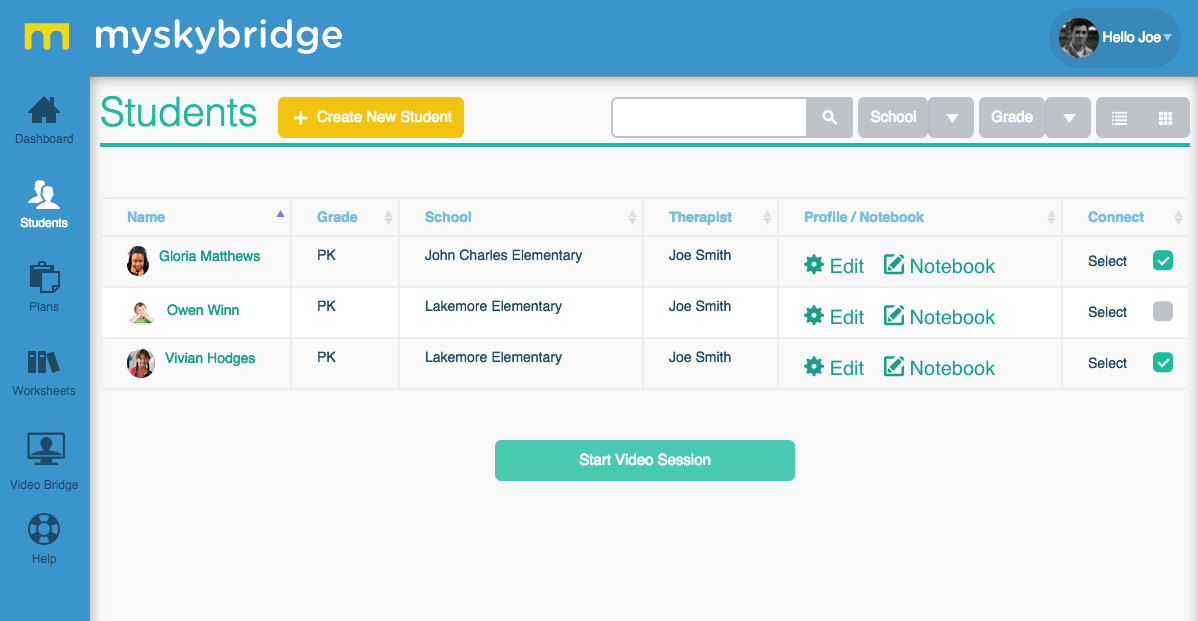 myskybridge
Hello Joe
Dashboard
Students
Plans
Worksheets
Video Bridge
Help
Students
Create New Student
School
Grade
Name Grade School Therapist Profile / Notebook Connect
Gloria Matthews PK John Charles Elementary Joe Smith Edit Notebook Select
Owen Winn PK Lakemore Elementary Joe Smith Edit Notebook Select
Vivian Hodges PK Lakemore Elementary Joe Smith Edit Notebook Select
Start Video Session